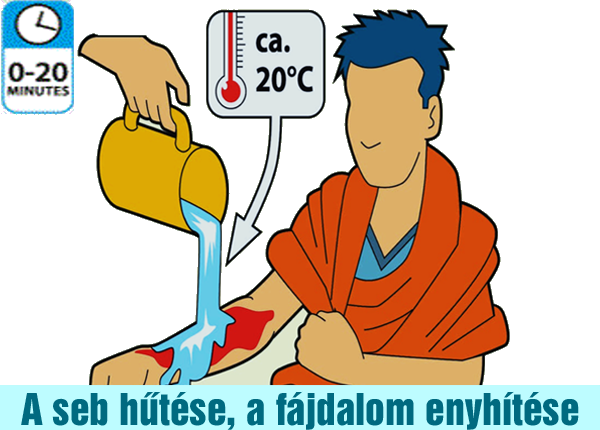 0-20
MINUTES
ca.
20°C
A seb hűtése, a fájdalom enyhítése